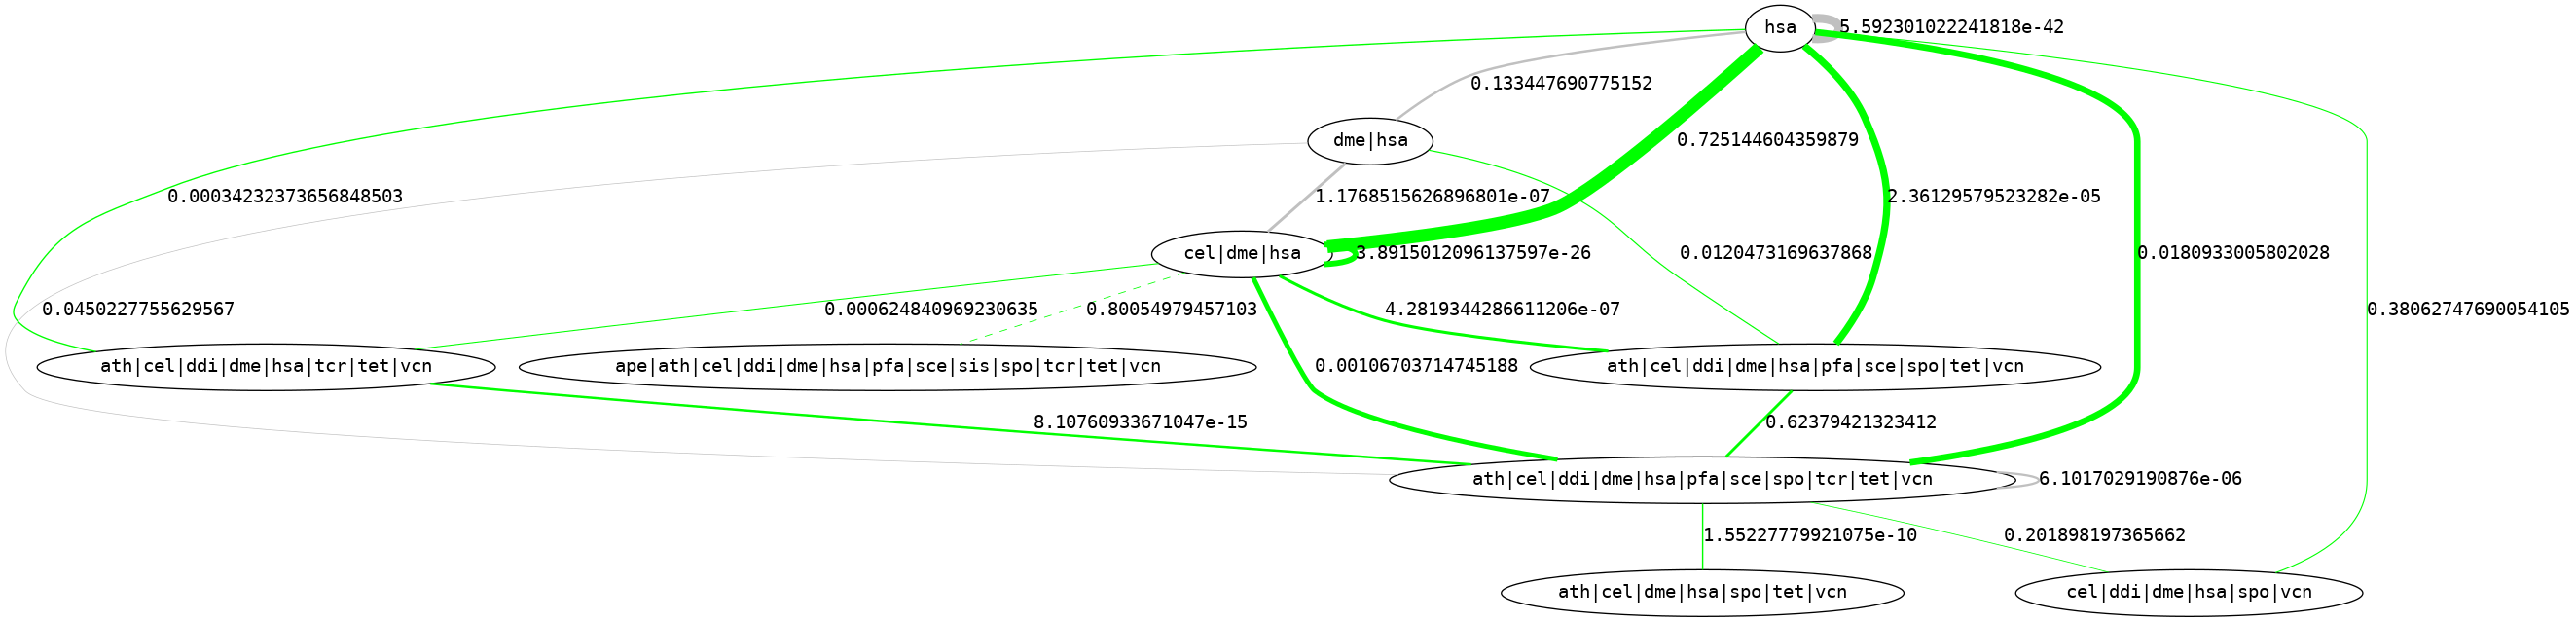 hsa
5.592301022241818e-42
0.133447690775152
dme|hsa
0.725144604359879
0.00034232373656848503
1.1768515626896801e-07
2.36129579523282e-05
cel|dme|hsa
3.8915012096137597e-26
0.0120473169637868
0.0180933005802028
0.0450227755629567
0.000624840969230635
0.80054979457103
4.2819344286611206e-07
0.38062747690054105
ath|cel|ddi|dme|hsa|tcr|tet|vcn
ape|ath|cel|ddi|dme|hsa|pfa|sce|sis|spo|tcr|tet|vcn
0.00106703714745188
ath|cel|ddi|dme|hsa|pfa|sce|spo|tet|vcn
8.10760933671047e-15
0.62379421323412
ath|cel|ddi|dme|hsa|pfa|sce|spo|tcr|tet|vcn
6.1017029190876e-06
1.55227779921075e-10
0.201898197365662
ath|cel|dme|hsa|spo|tet|vcn
cel|ddi|dme|hsa|spo|vcn